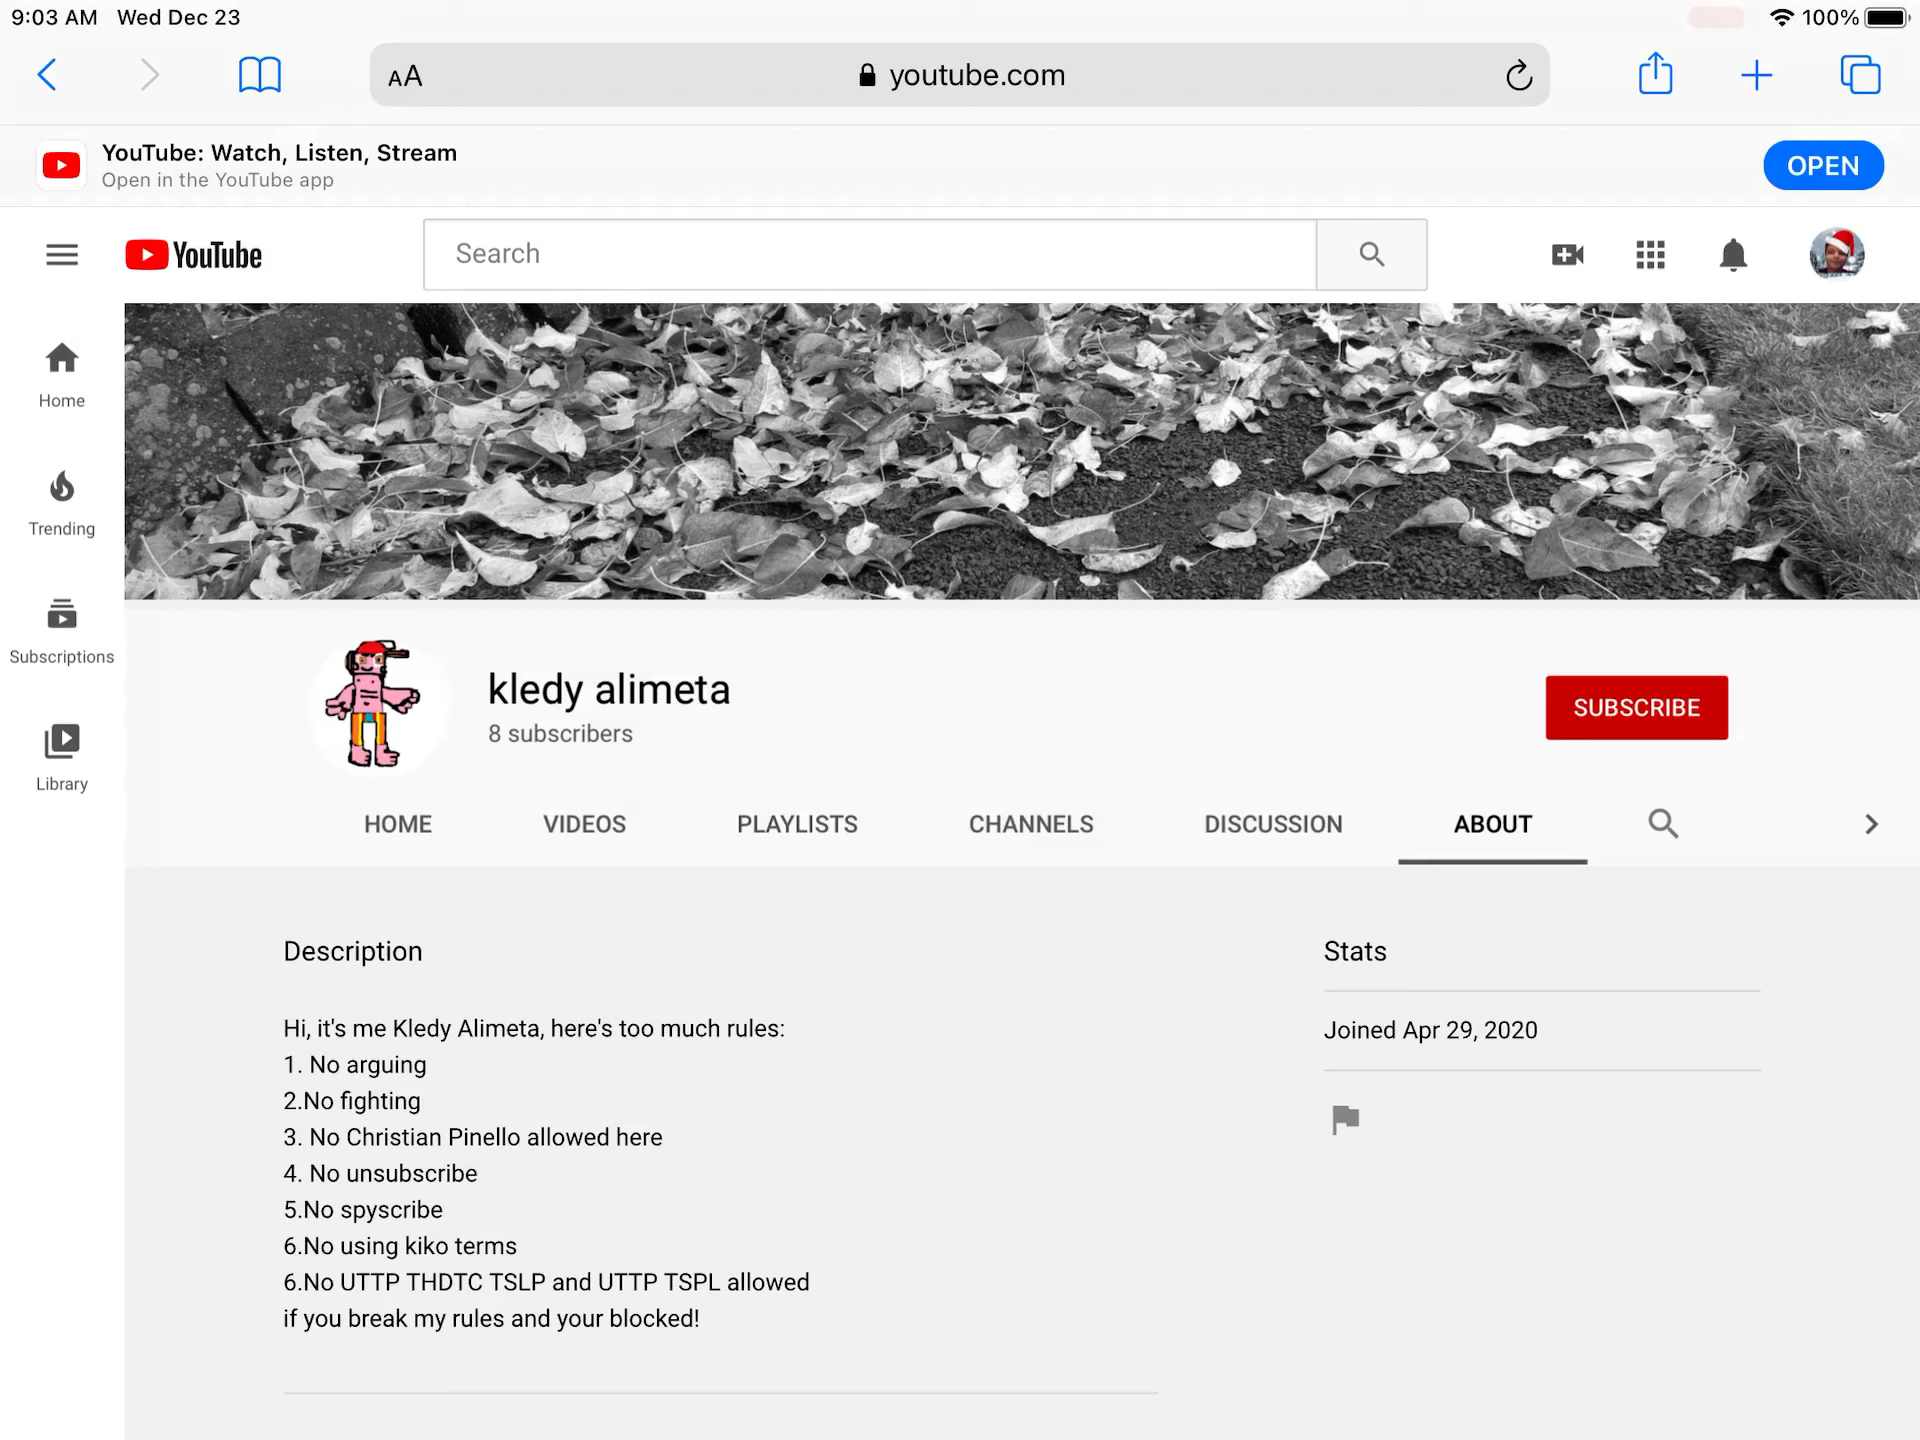 9:03 AM Wed Dec 23
100%
AA youtube.com
YouTube: Watch, Listen, Stream
Open in the YouTube app
OPEN
YouTube
Search
Home
Trending
Subscriptions
Library
kledy alimeta
8 subscribers
SUBSCRIBE
HOME VIDEOS PLAYLISTS CHANNELS DISCUSSION ABOUT
Description
Hi, it's me Kledy Alimeta, here's too much rules:
1. No arguing
2.No fighting
3. No Christian Pinello allowed here
4. No unsubscribe
5.No spyscribe
6.No using kiko terms
6.No UTTP THDTC TSLP and UTTP TSPL allowed
if you break my rules and your blocked!
Stats
Joined Apr 29, 2020